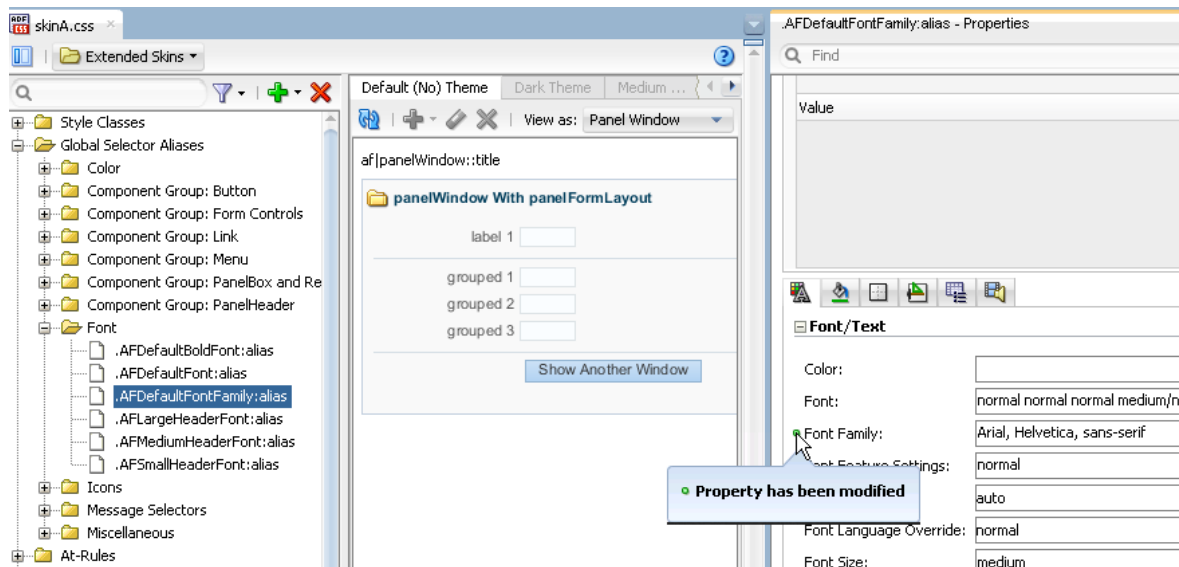 ADF CSS skinA.css
Extended Skins
Style Classes
Global Selector Aliases
Color
Component Group: Button
Component Group: Form Controls
Component Group: Link
Component Group: Menu
Component Group: PanelBox and Re
Component Group: PanelHeader
Font
.AFDefaultBoldFont:alias
.AFDefaultFont:alias
.AFDefaultFontFamily:alias
.AFLargeHeaderFont:alias
.AFMediumHeaderFont:alias
.AFSmallHeaderFont:alias
Icons
Message Selectors
Miscellaneous
At-Rules
Default (No) Theme Dark Theme Medium ...
View as: Panel Window
af|panelWindow::title
panelWindow With panelFormLayout
label 1
grouped 1
grouped 2
grouped 3
Show Another Window
.AFDefaultFontFamily:alias - Properties
Find
Value
Font/Text
Color:
Font: normal normal normal medium/n
Font Family: Arial, Helvetica, sans-serif
Font Feature Settings: normal
Property has been modified
auto
Font Language Override: normal
Font Size: medium